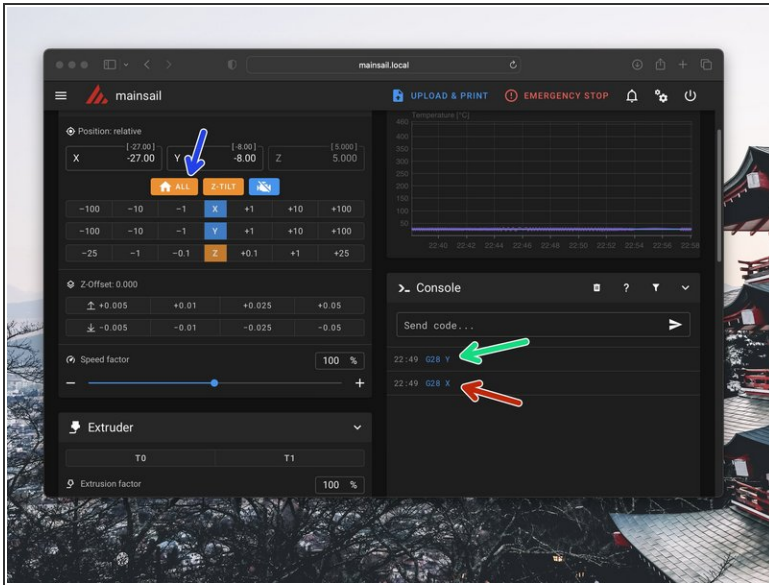 mainsail.local
mainsail
UPLOAD & PRINT
EMERGENCY STOP
Position: relative
[-27.00]
X -27.00
[-8.00]
Y -8.00
[5.000]
Z 5.000
ALL
Z-TILT
-100 -10 -1 X +1 +10 +100
-100 -10 -1 Y +1 +10 +100
-25 -1 -0.1 Z +0.1 +1 +25
Z-Offset: 0.000
+0.005 +0.01 +0.025 +0.05
-0.005 -0.01 -0.025 -0.05
Speed factor 100 %
Extruder
T0 T1
Extrusion factor 100 %
Temperature [°C]
450
400
350
300
250
200
150
100
50
22:40 22:42 22:44 22:46 22:48 22:50 22:52 22:54 22:56 22:58
Console
Send code...
22:49 G28 Y
22:49 G28 X